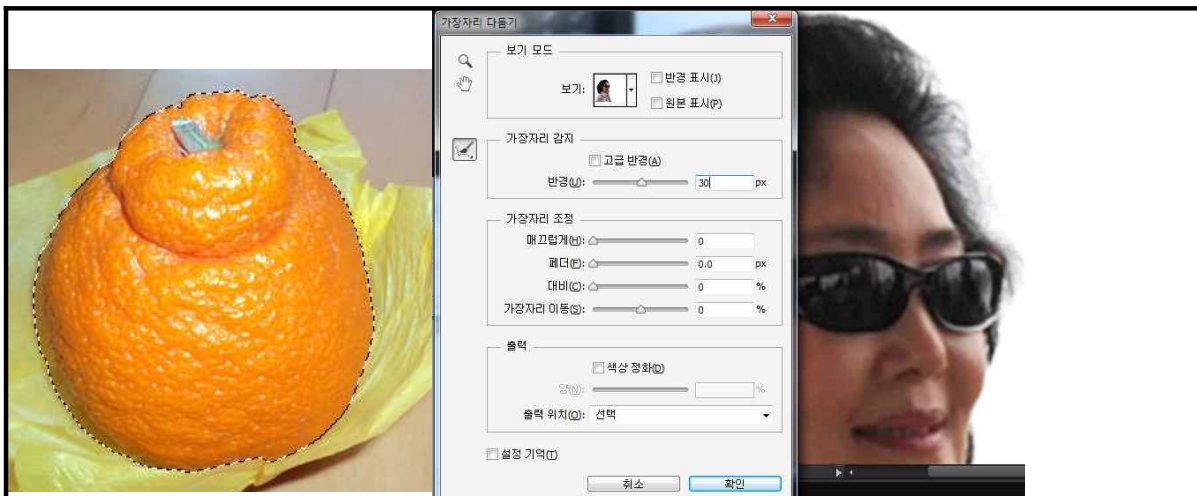 가장자리 다듬기
보기 모드
보기:
반경 표시(J)
원본 표시(P)
가장자리 감지
고급 반경(A)
반경(U): 30 px
가장자리 조정
매끄럽게(H): 0
페더(F): 0.0 px
대비(C): 0 %
가장자리 이동(S): 0 %
출력
색상 정화(D)
양(N): %
출력 위치(O): 선택
설정 기억(T)
취소 확인